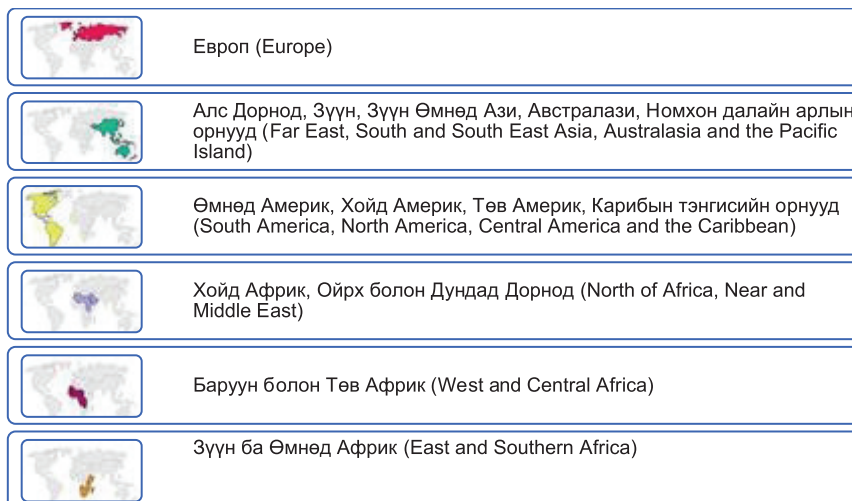 Европ (Europe)
Алс Дорнод, Зүүн, Зүүн Өмнөд Ази, Австралази, Номхон далайн арлын
орнууд (Far East, South and South East Asia, Australasia and the Pacific
Island)
Өмнөд Америк, Хойд Америк, Төв Америк, Карибын тэнгисийн орнууд
(South America, North America, Central America and the Caribbean)
Хойд Африк, Ойрх болон Дундад Дорнод (North of Africa, Near and
Middle East)
Баруун болон Төв Африк (West and Central Africa)
Зүүн ба Өмнөд Африк (East and Southern Africa)